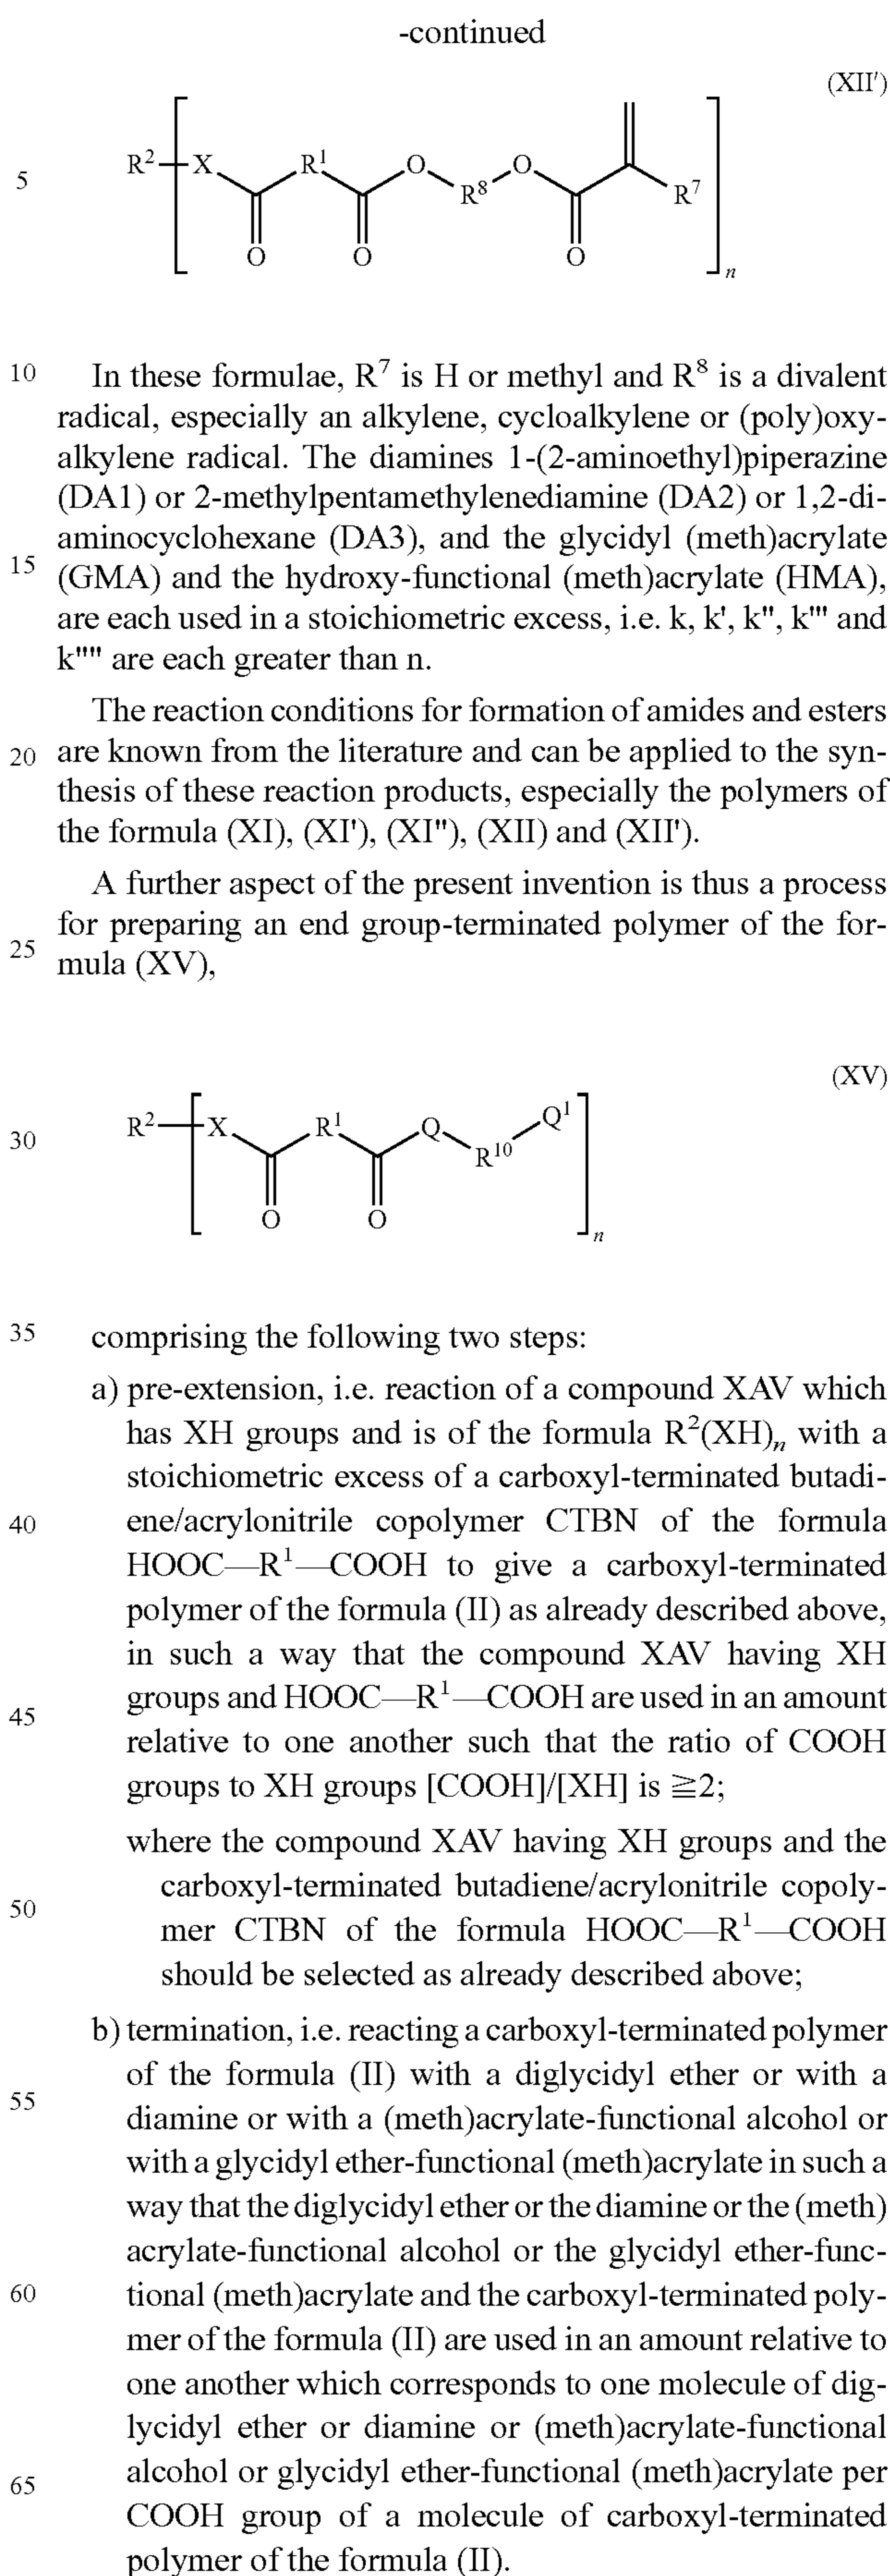 -continued
(XII')
R² X R¹ O R⁸ O R⁷
O O O
n
5
10 In these formulae, R⁷ is H or methyl and R⁸ is a divalent
radical, especially an alkylene, cycloalkylene or (poly)oxy-
alkylene radical. The diamines 1-(2-aminoethyl)piperazine
(DA1) or 2-methylpentamethylenediamine (DA2) or 1,2-di-
aminocyclohexane (DA3), and the glycidyl (meth)acrylate
15 (GMA) and the hydroxy-functional (meth)acrylate (HMA),
are each used in a stoichiometric excess, i.e. k, k', k", k"' and
k"" are each greater than n.
The reaction conditions for formation of amides and esters
20 are known from the literature and can be applied to the syn-
thesis of these reaction products, especially the polymers of
the formula (XI), (XI'), (XI"), (XII) and (XII').
A further aspect of the present invention is thus a process
for preparing an end group-terminated polymer of the for-
25 mula (XV),
(XV)
30 R² X R¹ Q R¹⁰ Q¹
O O
n
35 comprising the following two steps:
a) pre-extension, i.e. reaction of a compound XAV which
has XH groups and is of the formula R²(XH)ₙ with a
stoichiometric excess of a carboxyl-terminated butadi-
40 ene/acrylonitrile copolymer CTBN of the formula
HOOC—R¹—COOH to give a carboxyl-terminated
polymer of the formula (II) as already described above,
in such a way that the compound XAV having XH
45 groups and HOOC—R¹—COOH are used in an amount
relative to one another such that the ratio of COOH
groups to XH groups [COOH]/[XH] is ≧2;
where the compound XAV having XH groups and the
carboxyl-terminated butadiene/acrylonitrile copoly-
50 mer CTBN of the formula HOOC—R¹—COOH
should be selected as already described above;
b) termination, i.e. reacting a carboxyl-terminated polymer
of the formula (II) with a diglycidyl ether or with a
55 diamine or with a (meth)acrylate-functional alcohol or
with a glycidyl ether-functional (meth)acrylate in such a
way that the diglycidyl ether or the diamine or the (meth)
acrylate-functional alcohol or the glycidyl ether-func-
60 tional (meth)acrylate and the carboxyl-terminated poly-
mer of the formula (II) are used in an amount relative to
one another which corresponds to one molecule of dig-
lycidyl ether or diamine or (meth)acrylate-functional
65 alcohol or glycidyl ether-functional (meth)acrylate per
COOH group of a molecule of carboxyl-terminated
polymer of the formula (II).